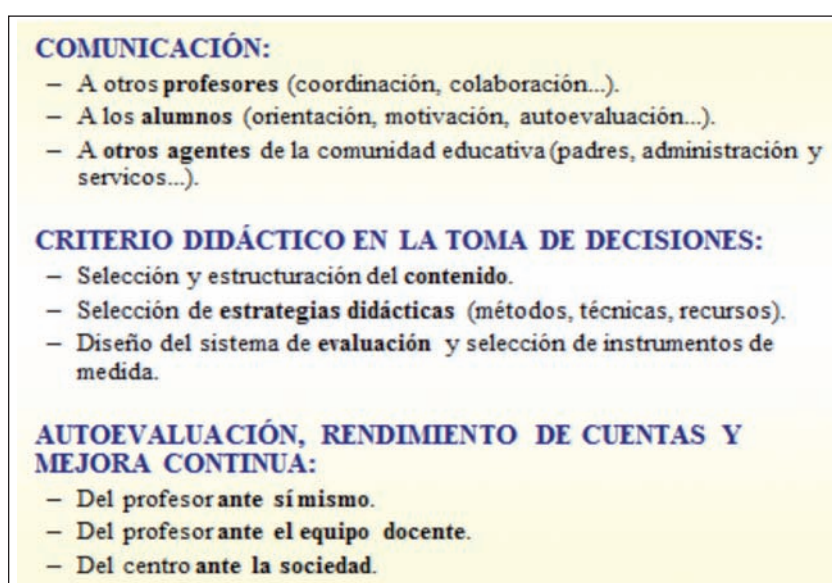 COMUNICACIÓN:
– A otros profesores (coordinación, colaboración...).
– A los alumnos (orientación, motivación, autoevaluación...).
– A otros agentes de la comunidad educativa (padres, administración y
servicos...).
CRITERIO DIDÁCTICO EN LA TOMA DE DECISIONES:
– Selección y estructuración del contenido.
– Selección de estrategias didácticas (métodos, técnicas, recursos).
– Diseño del sistema de evaluación y selección de instrumentos de
medida.
AUTOEVALUACIÓN, RENDIMIENTO DE CUENTAS Y
MEJORA CONTINUA:
– Del profesor ante sí mismo.
– Del profesor ante el equipo docente.
– Del centro ante la sociedad.